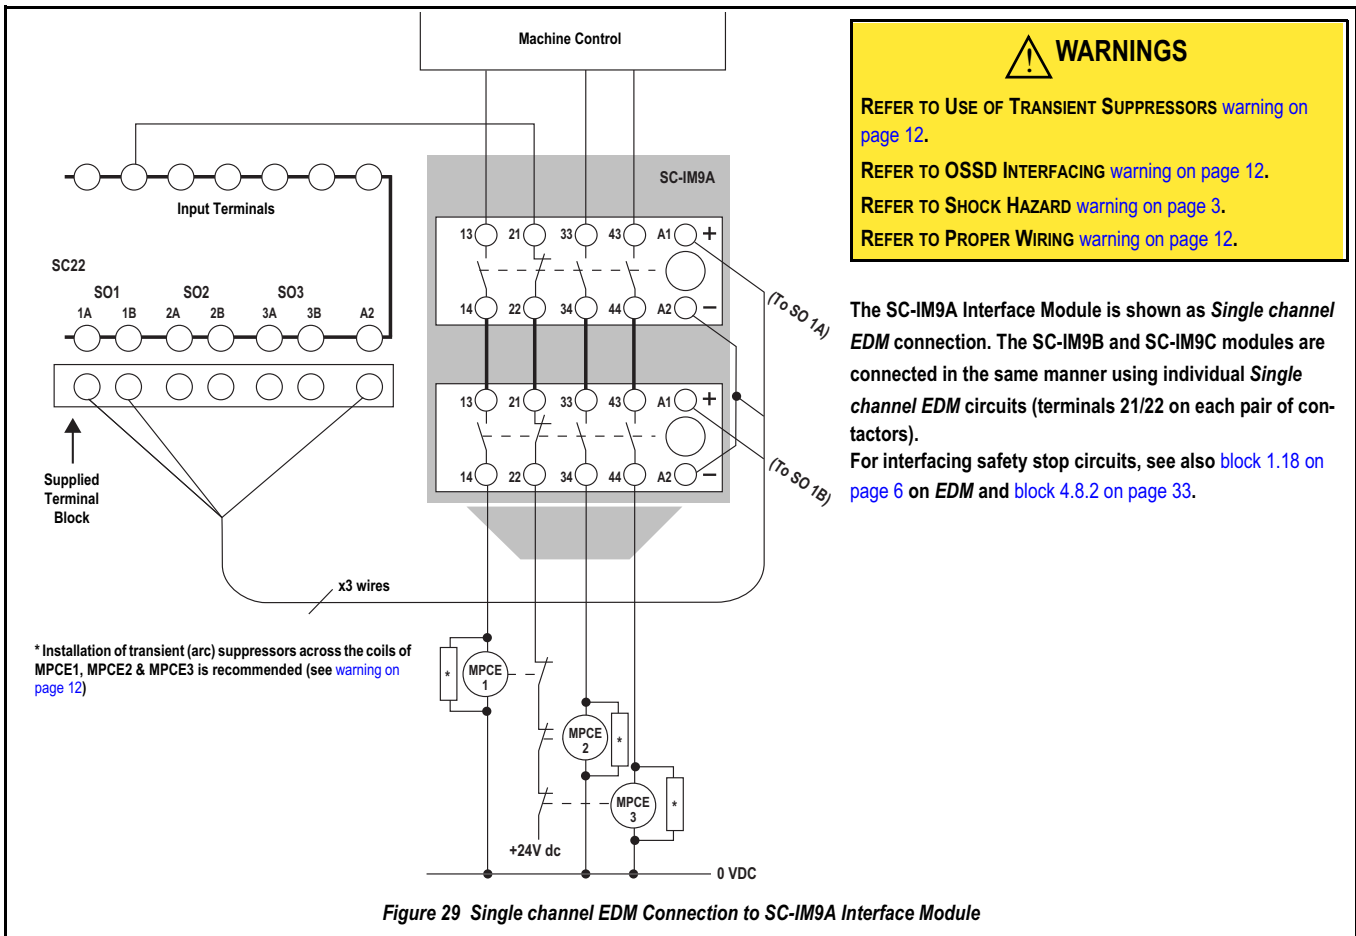 Machine Control
SC-IM9A
Input Terminals
SC22
SO1 SO2 SO3
1A 1B 2A 2B 3A 3B A2
Supplied
Terminal
Block
13 21 33 43 A1 +
14 22 34 44 A2 −
(To SO 1A)
13 21 33 43 A1 +
14 22 34 44 A2 −
(To SO 1B)
x3 wires
* Installation of transient (arc) suppressors across the coils of
MPCE1, MPCE2 & MPCE3 is recommended (see warning on
page 12)
* MPCE
1
MPCE
2 *
MPCE
3 *
+24V dc
0 VDC
! WARNINGS
REFER TO USE OF TRANSIENT SUPPRESSORS warning on
page 12.
REFER TO OSSD INTERFACING warning on page 12.
REFER TO SHOCK HAZARD warning on page 3.
REFER TO PROPER WIRING warning on page 12.
The SC-IM9A Interface Module is shown as Single channel
EDM connection. The SC-IM9B and SC-IM9C modules are
connected in the same manner using individual Single
channel EDM circuits (terminals 21/22 on each pair of con-
tactors).
For interfacing safety stop circuits, see also block 1.18 on
page 6 on EDM and block 4.8.2 on page 33.
Figure 29 Single channel EDM Connection to SC-IM9A Interface Module